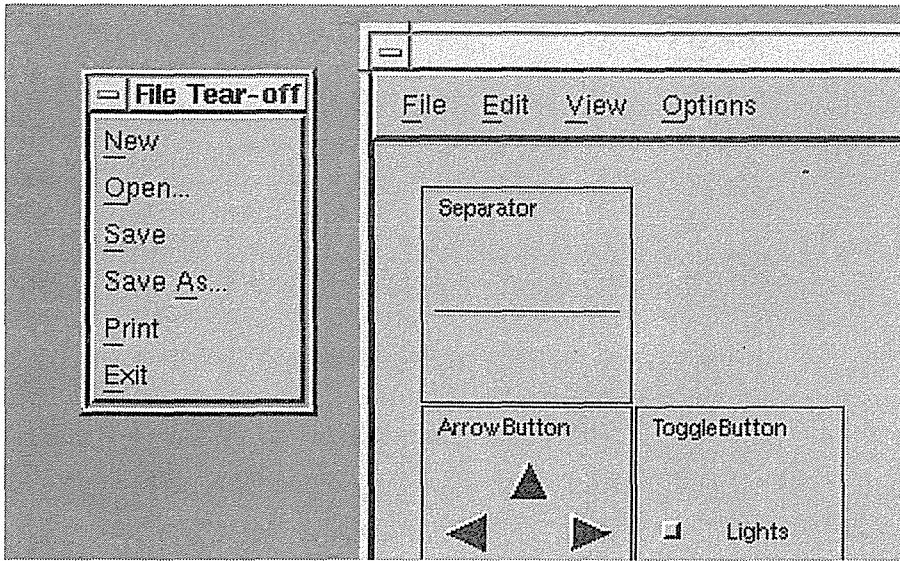 File Tear-off
New
Open...
Save
Save As...
Print
Exit
File Edit View Options
Separator
ArrowButton
ToggleButton
Lights